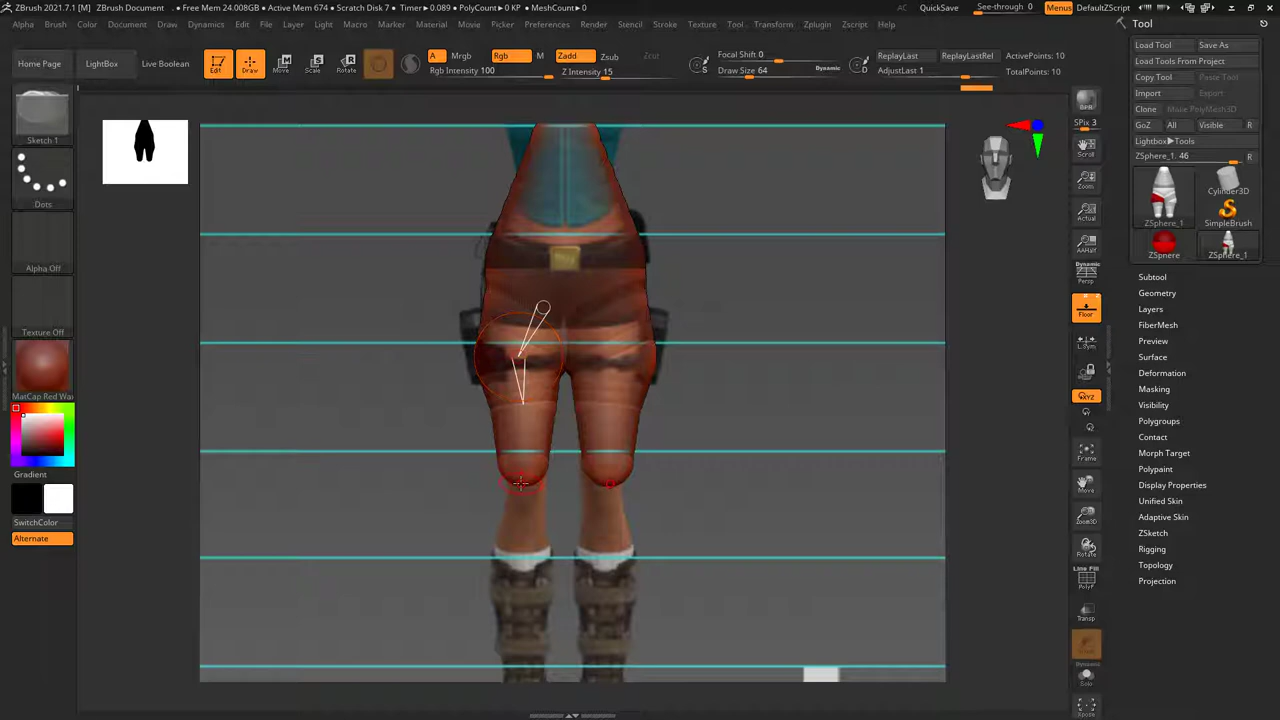 ZBrush 2021.7.1 [M] ZBrush Document . • Free Mem 24.008GB • Active Mem 674 • Scratch Disk 7 • Timer▶0.089 • PolyCount▶0 KP • MeshCount▶0 AC QuickSave See-through 0 Menus DefaultZScript
Alpha Brush Color Document Draw Dynamics Edit File Layer Light Macro Marker Material Movie Picker Preferences Render Stencil Stroke Texture Tool Transform Zplugin Zscript Help
Home Page LightBox Live Boolean Edit Draw Move Scale Rotate
A Mrgb Rgb M Zadd Zsub Zcut
Rgb Intensity 100 Z Intensity 15
Focal Shift 0
Draw Size 64 Dynamic
S D
ReplayLast ReplayLastRel ActivePoints: 10
AdjustLast 1 TotalPoints: 10
Sketch 1
Dots
Alpha Off
Texture Off
MatCap Red Wa
Gradient
SwitchColor
Alternate
BPR
SPix 3
Scroll
Zoom
Actual
AAHalf
Dynamic
Persp
Floor
L.Sym
XYZ
Frame
Move
Zoom3D
Rotate
Line Fill
PolyF
Transp
Dynamic
Solo
Xpose
Tool
Load Tool Save As
Load Tools From Project
Copy Tool Paste Tool
Import Export
Clone Make PolyMesh3D
GoZ All Visible R
Lightbox▶Tools
ZSphere_1. 46 R
Cylinder3D
ZSphere_1 SimpleBrush
ZSphere ZSphere_1
Subtool
Geometry
Layers
FiberMesh
Preview
Surface
Deformation
Masking
Visibility
Polygroups
Contact
Morph Target
Polypaint
Display Properties
Unified Skin
Adaptive Skin
ZSketch
Rigging
Topology
Projection